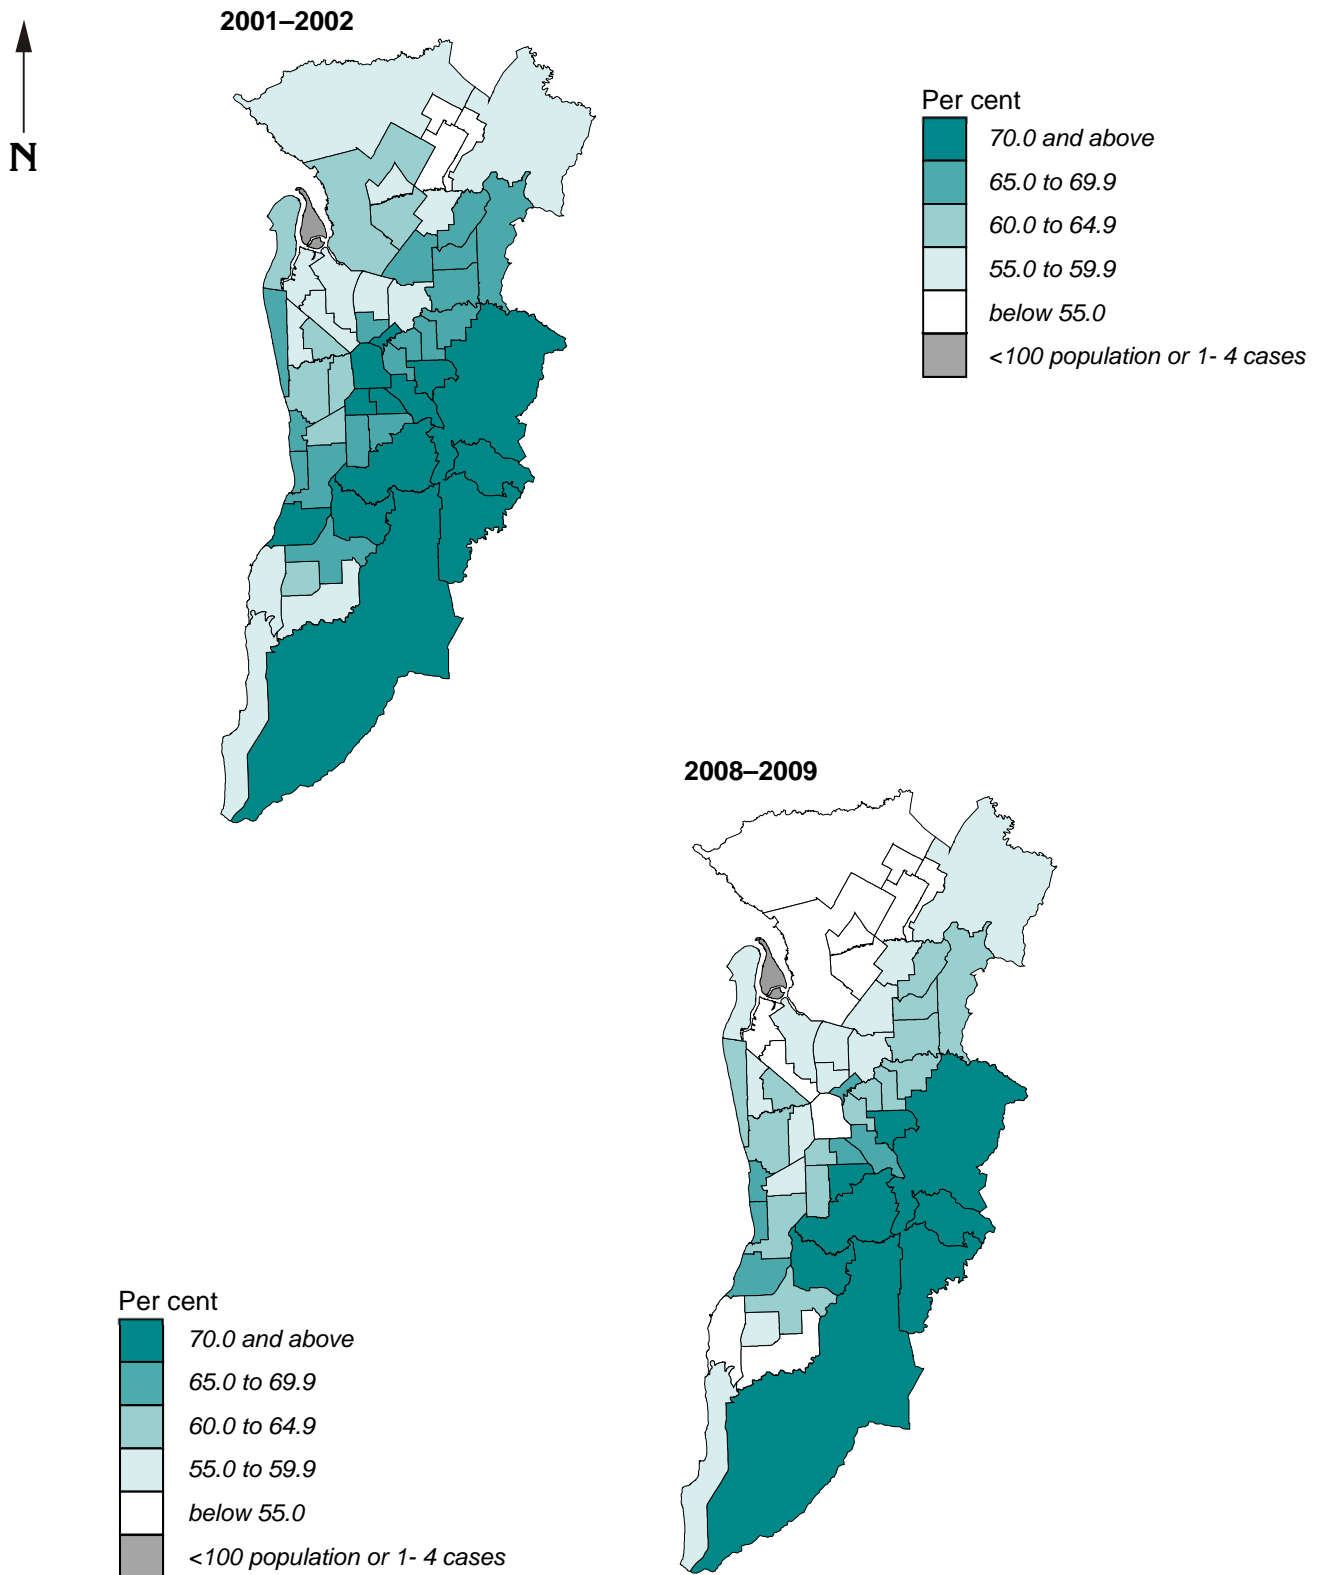 2001–2002
N
Per cent
70.0 and above
65.0 to 69.9
60.0 to 64.9
55.0 to 59.9
below 55.0
<100 population or 1- 4 cases
2008–2009
Per cent
70.0 and above
65.0 to 69.9
60.0 to 64.9
55.0 to 59.9
below 55.0
<100 population or 1- 4 cases